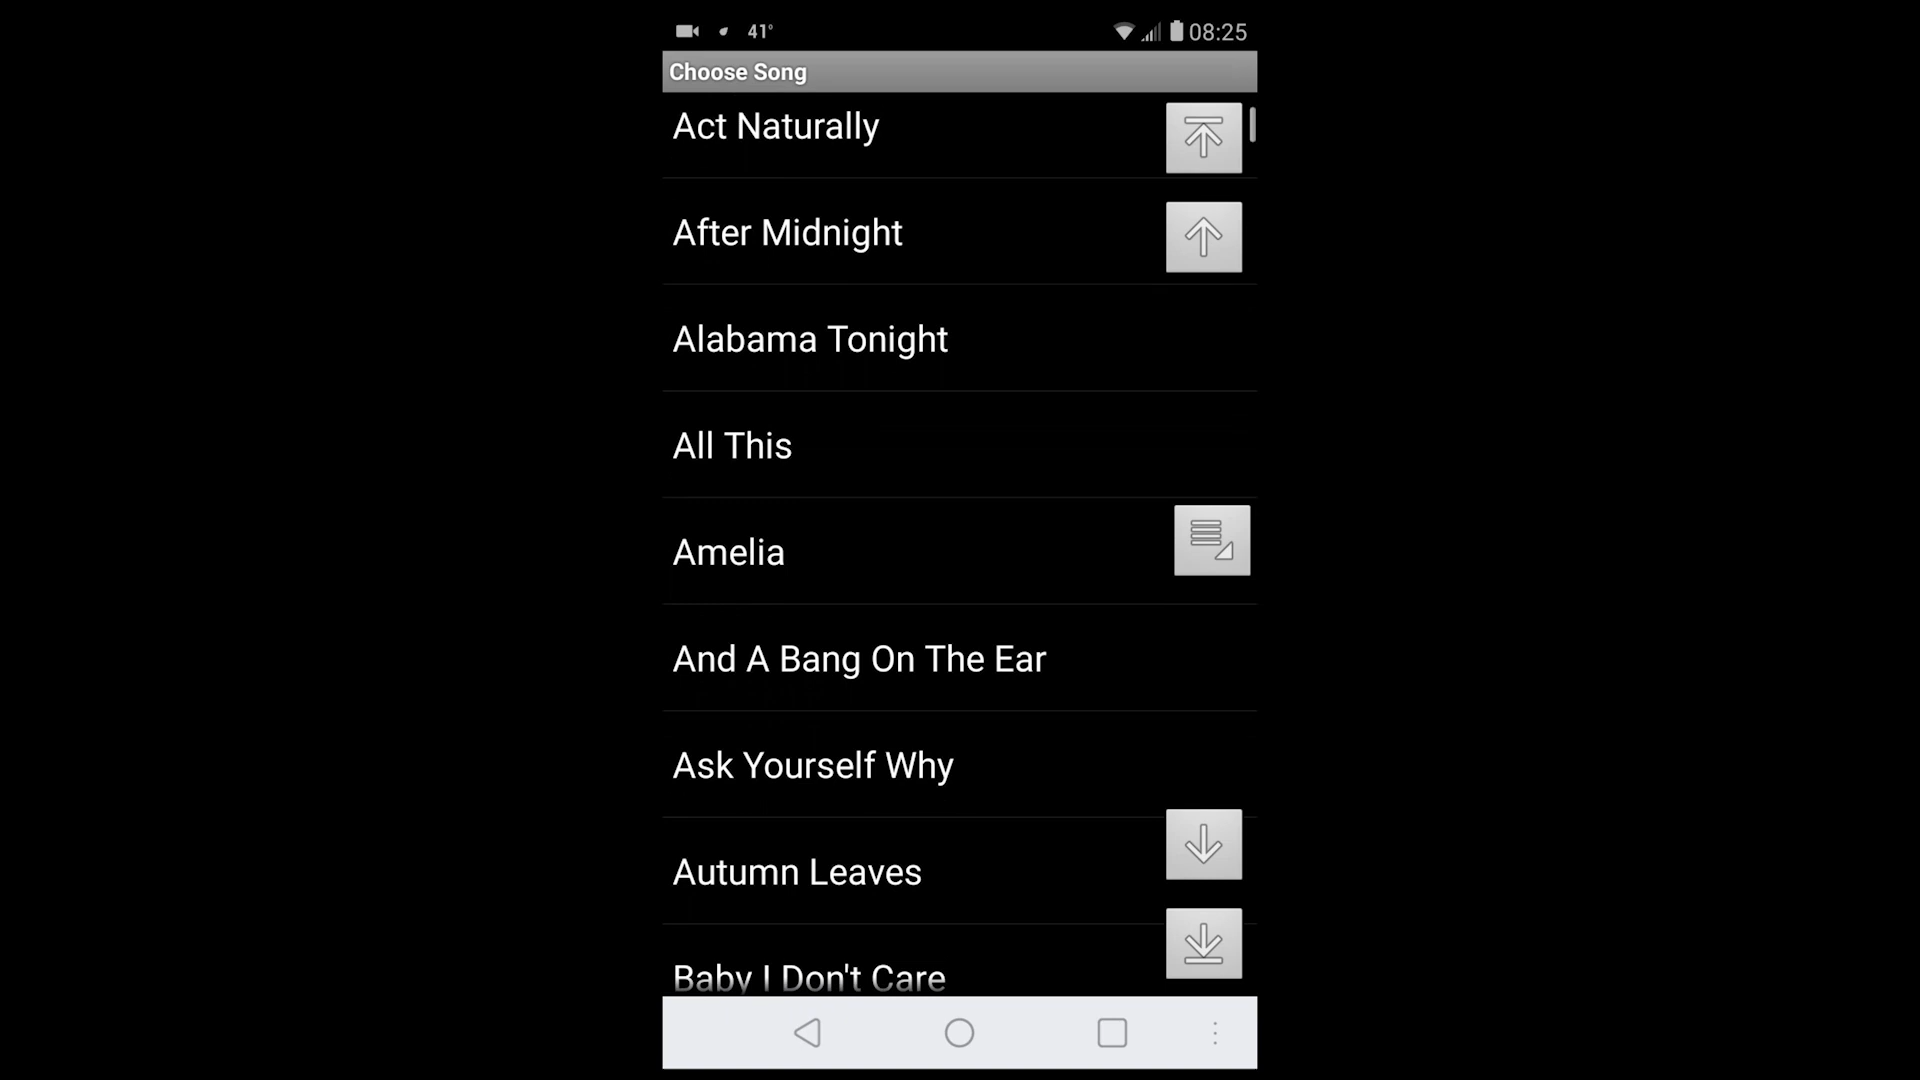 41°
08:25
Choose Song
Act Naturally
After Midnight
Alabama Tonight
All This
Amelia
And A Bang On The Ear
Ask Yourself Why
Autumn Leaves
Baby I Don't Care